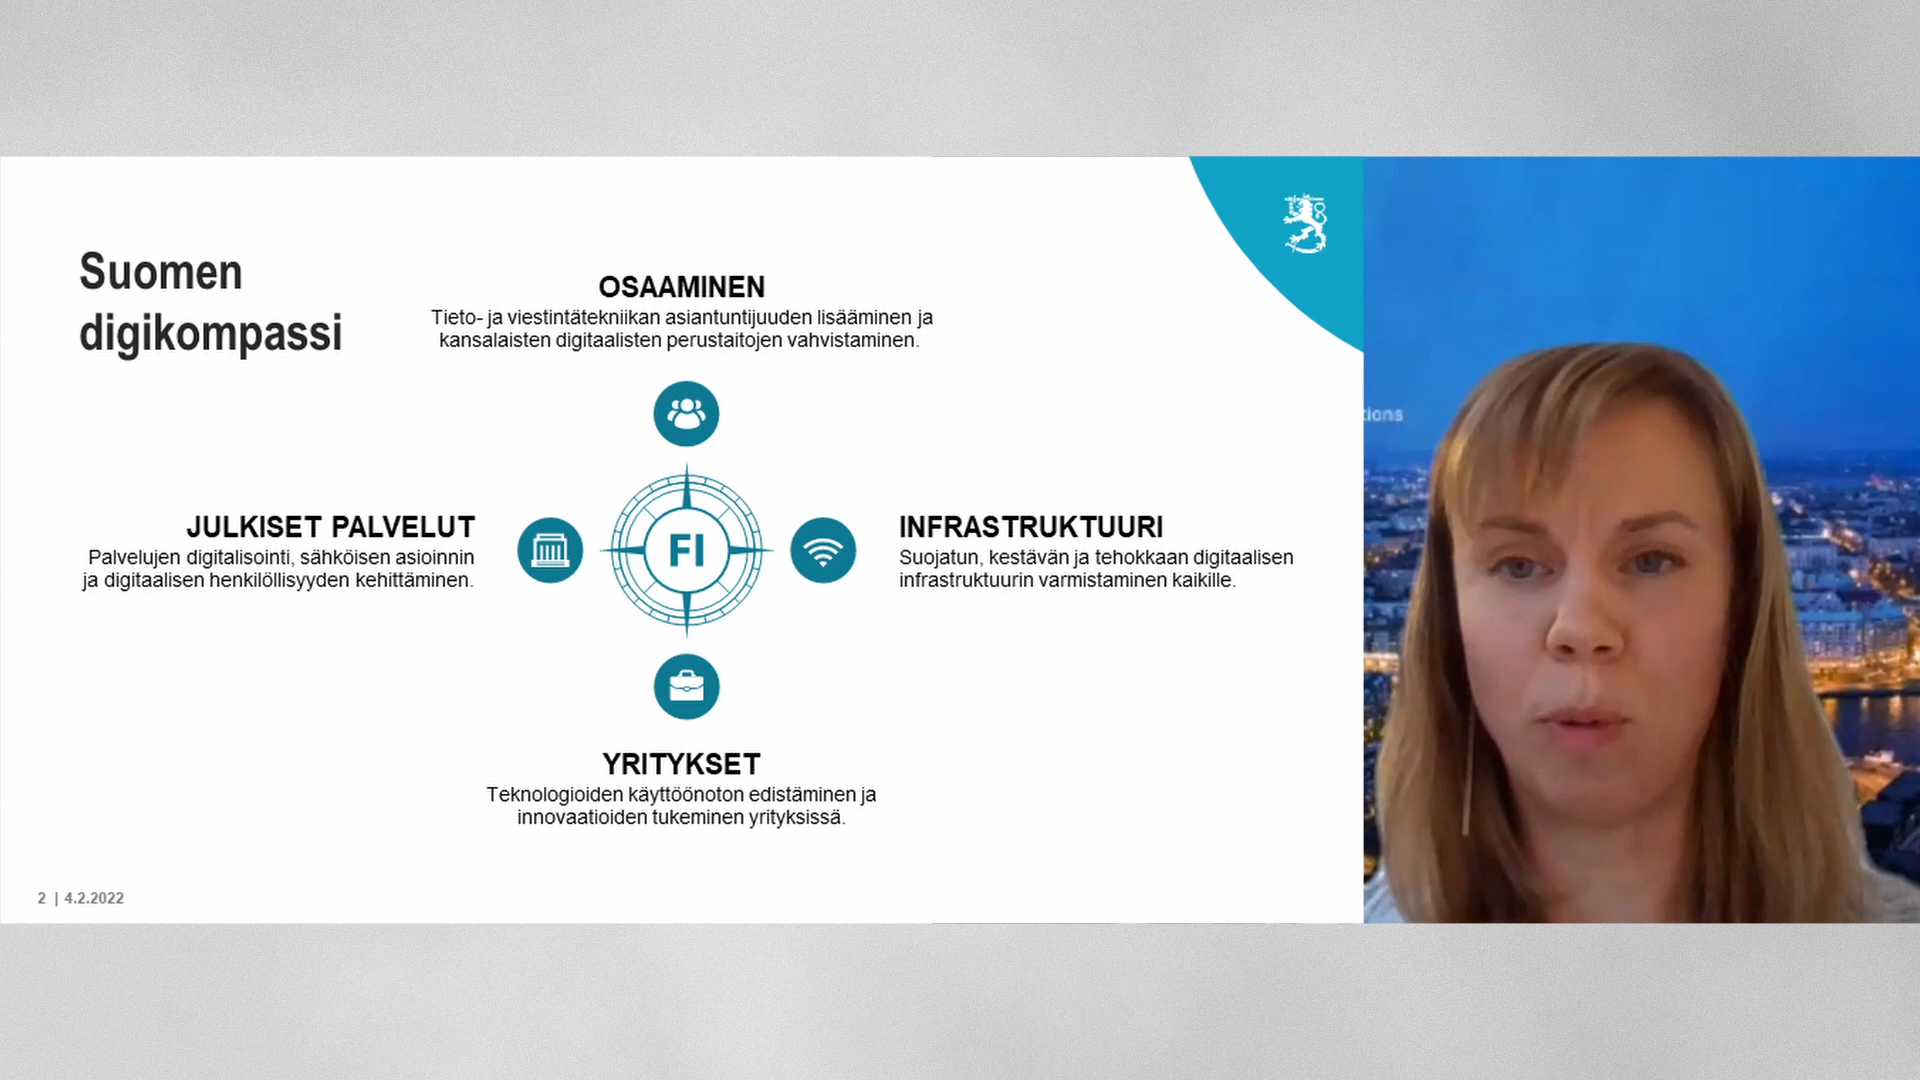 Suomen
digikompassi
OSAAMINEN
Tieto- ja viestintätekniikan asiantuntijuuden lisääminen ja
kansalaisten digitaalisten perustaitojen vahvistaminen.
JULKISET PALVELUT
Palvelujen digitalisointi, sähköisen asioinnin
ja digitaalisen henkilöllisyyden kehittäminen.
FI
INFRASTRUKTUURI
Suojatun, kestävän ja tehokkaan digitaalisen
infrastruktuurin varmistaminen kaikille.
YRITYKSET
Teknologioiden käyttöönoton edistäminen ja
innovaatioiden tukeminen yrityksissä.
2 | 4.2.2022